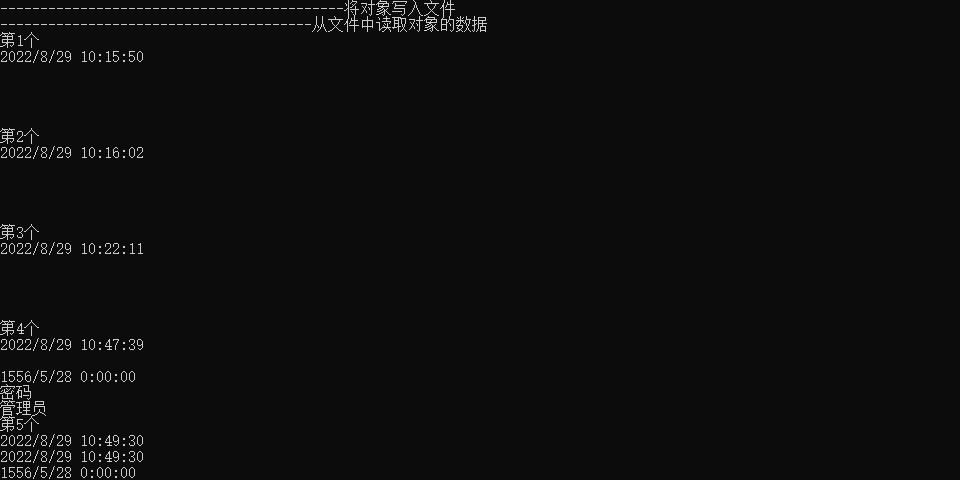 -------------------------------------------将对象写入文件
---------------------------------------从文件中读取对象的数据
第1个
2022/8/29 10:15:50
第2个
2022/8/29 10:16:02
第3个
2022/8/29 10:22:11
第4个
2022/8/29 10:47:39
1556/5/28 0:00:00
密码
管理员
第5个
2022/8/29 10:49:30
2022/8/29 10:49:30
1556/5/28 0:00:00